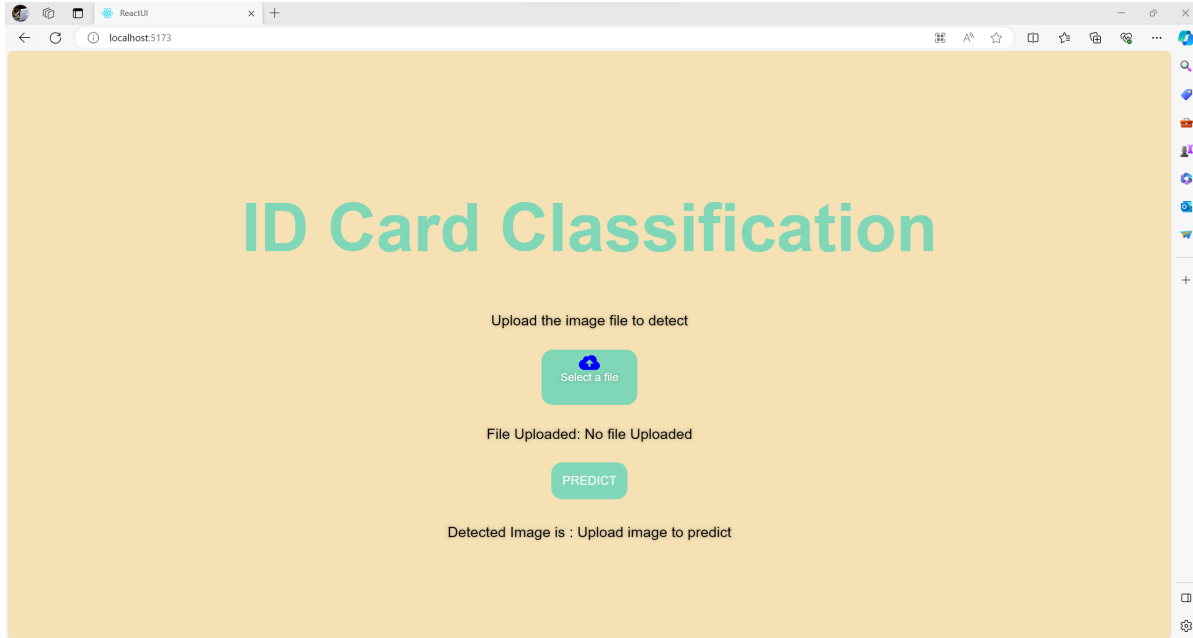 ReactUI
localhost:5173
ID Card Classification
Upload the image file to detect
Select a file
File Uploaded: No file Uploaded
PREDICT
Detected Image is : Upload image to predict